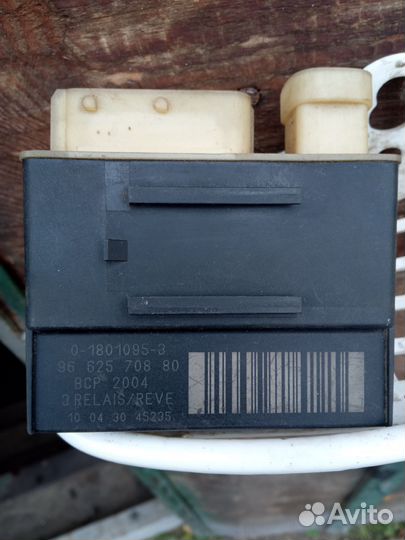 0-1801095-3
96 625 708 80
BCP 2004
3 RELAIS/REVE
10 04 30 45235
Avito